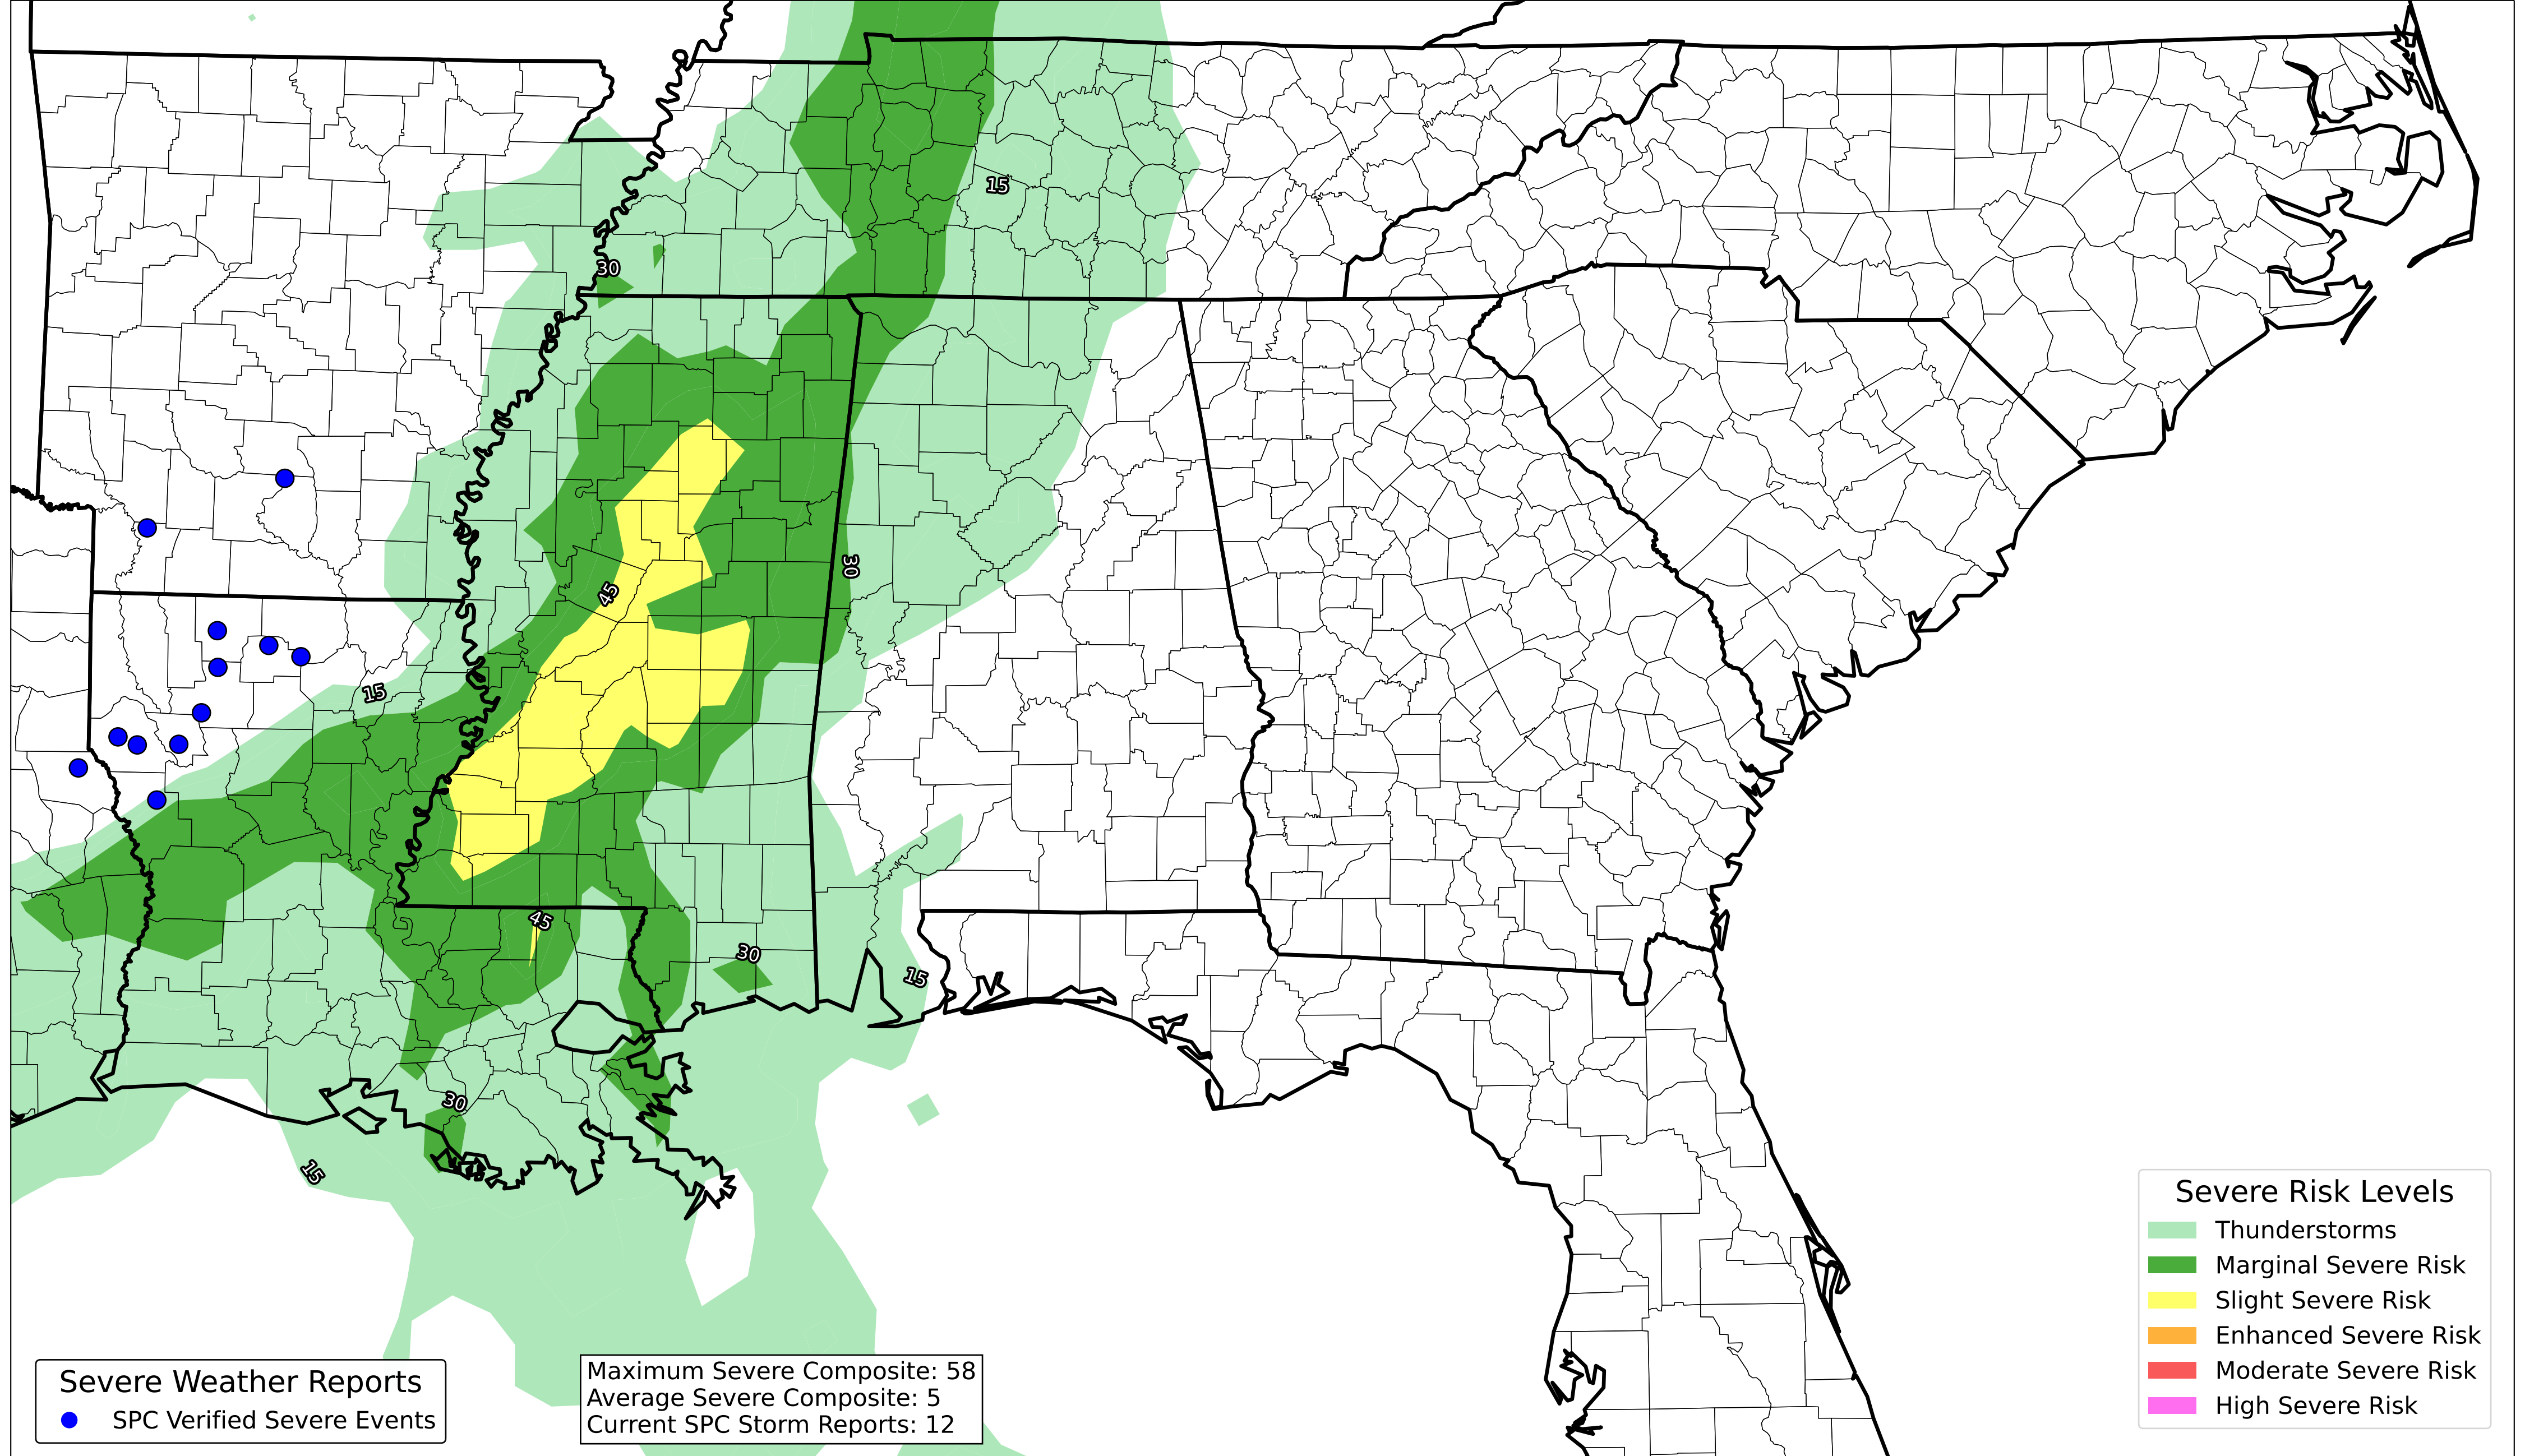 15
30
30
45
15
45
30
15
30
15
Severe Weather Reports
SPC Verified Severe Events
Maximum Severe Composite: 58
Average Severe Composite: 5
Current SPC Storm Reports: 12
Severe Risk Levels
Thunderstorms
Marginal Severe Risk
Slight Severe Risk
Enhanced Severe Risk
Moderate Severe Risk
High Severe Risk